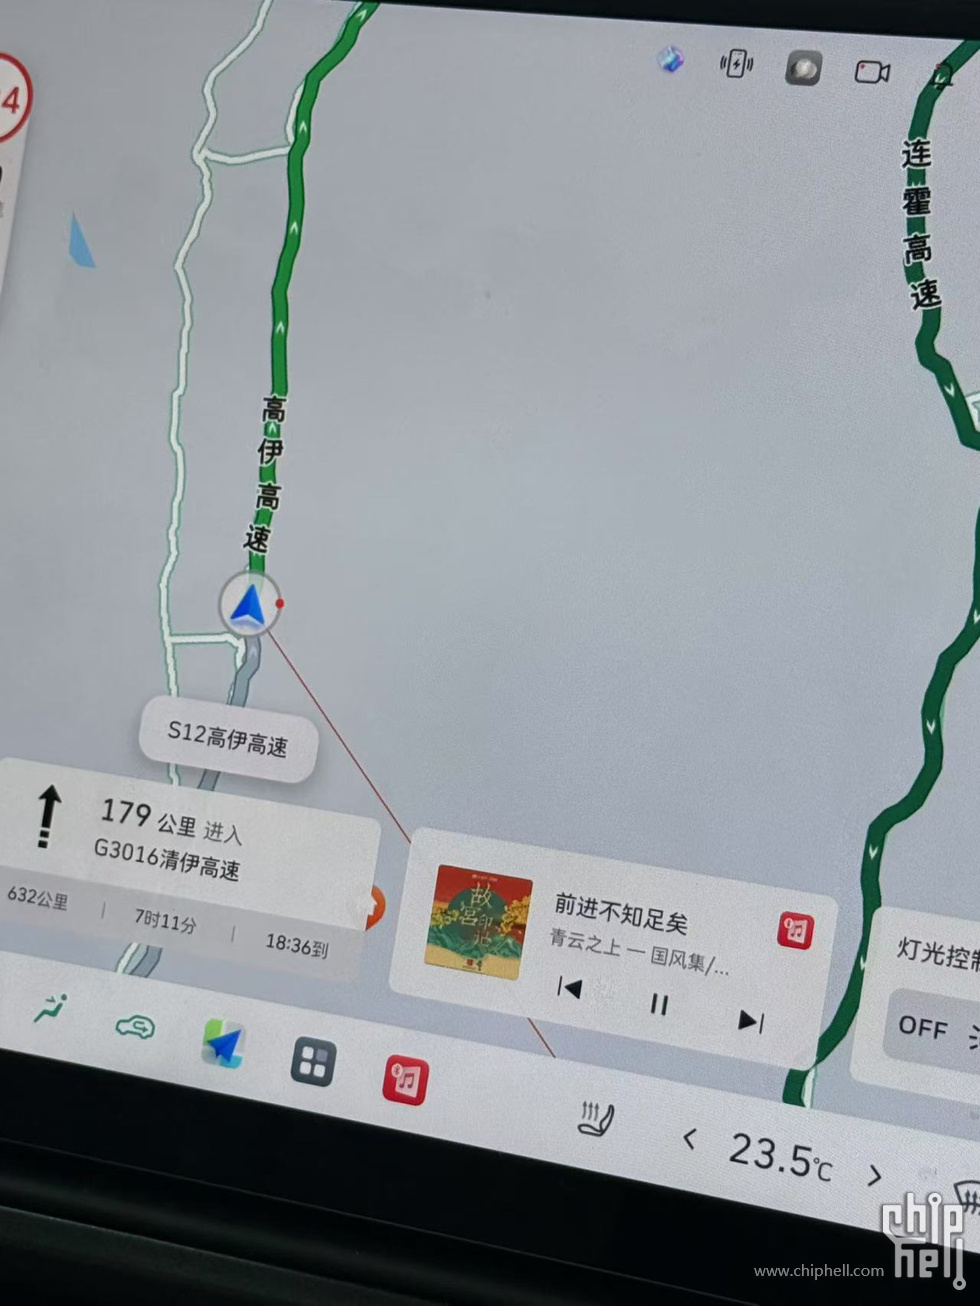 4
连霍高速
高伊高速
S12高伊高速
179 公里 进入
G3016清伊高速
632公里
7时11分
18:36到
故宫
前进不知足矣
青云之上 — 国风集/...
灯光控制
OFF
23.5℃
chip
hell
www.chiphell.com